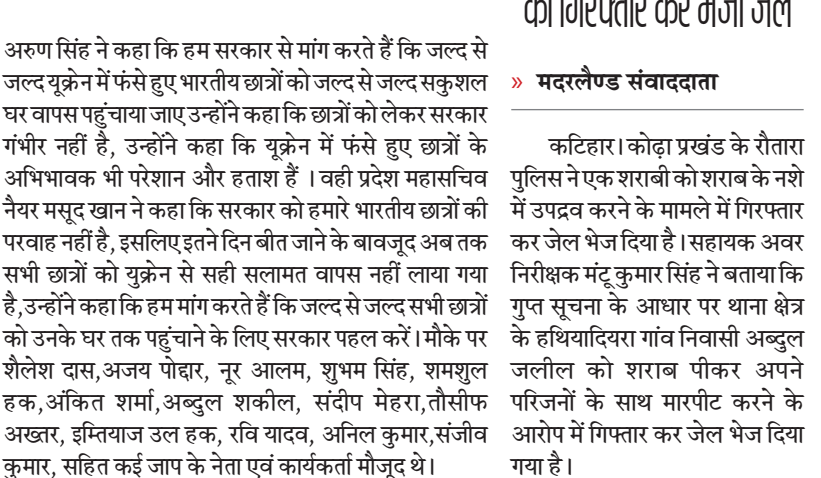 अरुण सिंह ने कहा कि हम सरकार से मांग करते हैं कि जल्द से
जल्द यूक्रेन में फंसे हुए भारतीय छात्रों को जल्द से जल्द सकुशल
घर वापस पहुंचाया जाए उन्होंने कहा कि छात्रों को लेकर सरकार
गंभीर नहीं है, उन्होंने कहा कि यूक्रेन में फंसे हुए छात्रों के
अभिभावक भी परेशान और हताश हैं । वही प्रदेश महासचिव
नैयर मसूद खान ने कहा कि सरकार को हमारे भारतीय छात्रों की
परवाह नहीं है, इसलिए इतने दिन बीत जाने के बावजूद अब तक
सभी छात्रों को युक्रेन से सही सलामत वापस नहीं लाया गया
है,उन्होंने कहा कि हम मांग करते हैं कि जल्द से जल्द सभी छात्रों
को उनके घर तक पहुंचाने के लिए सरकार पहल करें। मौके पर
शैलेश दास,अजय पोद्दार, नूर आलम, शुभम सिंह, शमशुल
हक,अंकित शर्मा,अब्दुल शकील, संदीप मेहरा,तौसीफ
अख्तर, इम्तियाज उल हक, रवि यादव, अनिल कुमार,संजीव
कुमार, सहित कई जाप के नेता एवं कार्यकर्ता मौजूद थे।
को गिरफ्तार कर भेजा जेल
» मदरलैण्ड संवाददाता
कटिहार। कोढ़ा प्रखंड के रौतारा
पुलिस ने एक शराबी को शराब के नशे
में उपद्रव करने के मामले में गिरफ्तार
कर जेल भेज दिया है। सहायक अवर
निरीक्षक मंटू कुमार सिंह ने बताया कि
गुप्त सूचना के आधार पर थाना क्षेत्र
के हथियादियरा गांव निवासी अब्दुल
जलील को शराब पीकर अपने
परिजनों के साथ मारपीट करने के
आरोप में गिफ्तार कर जेल भेज दिया
गया है।